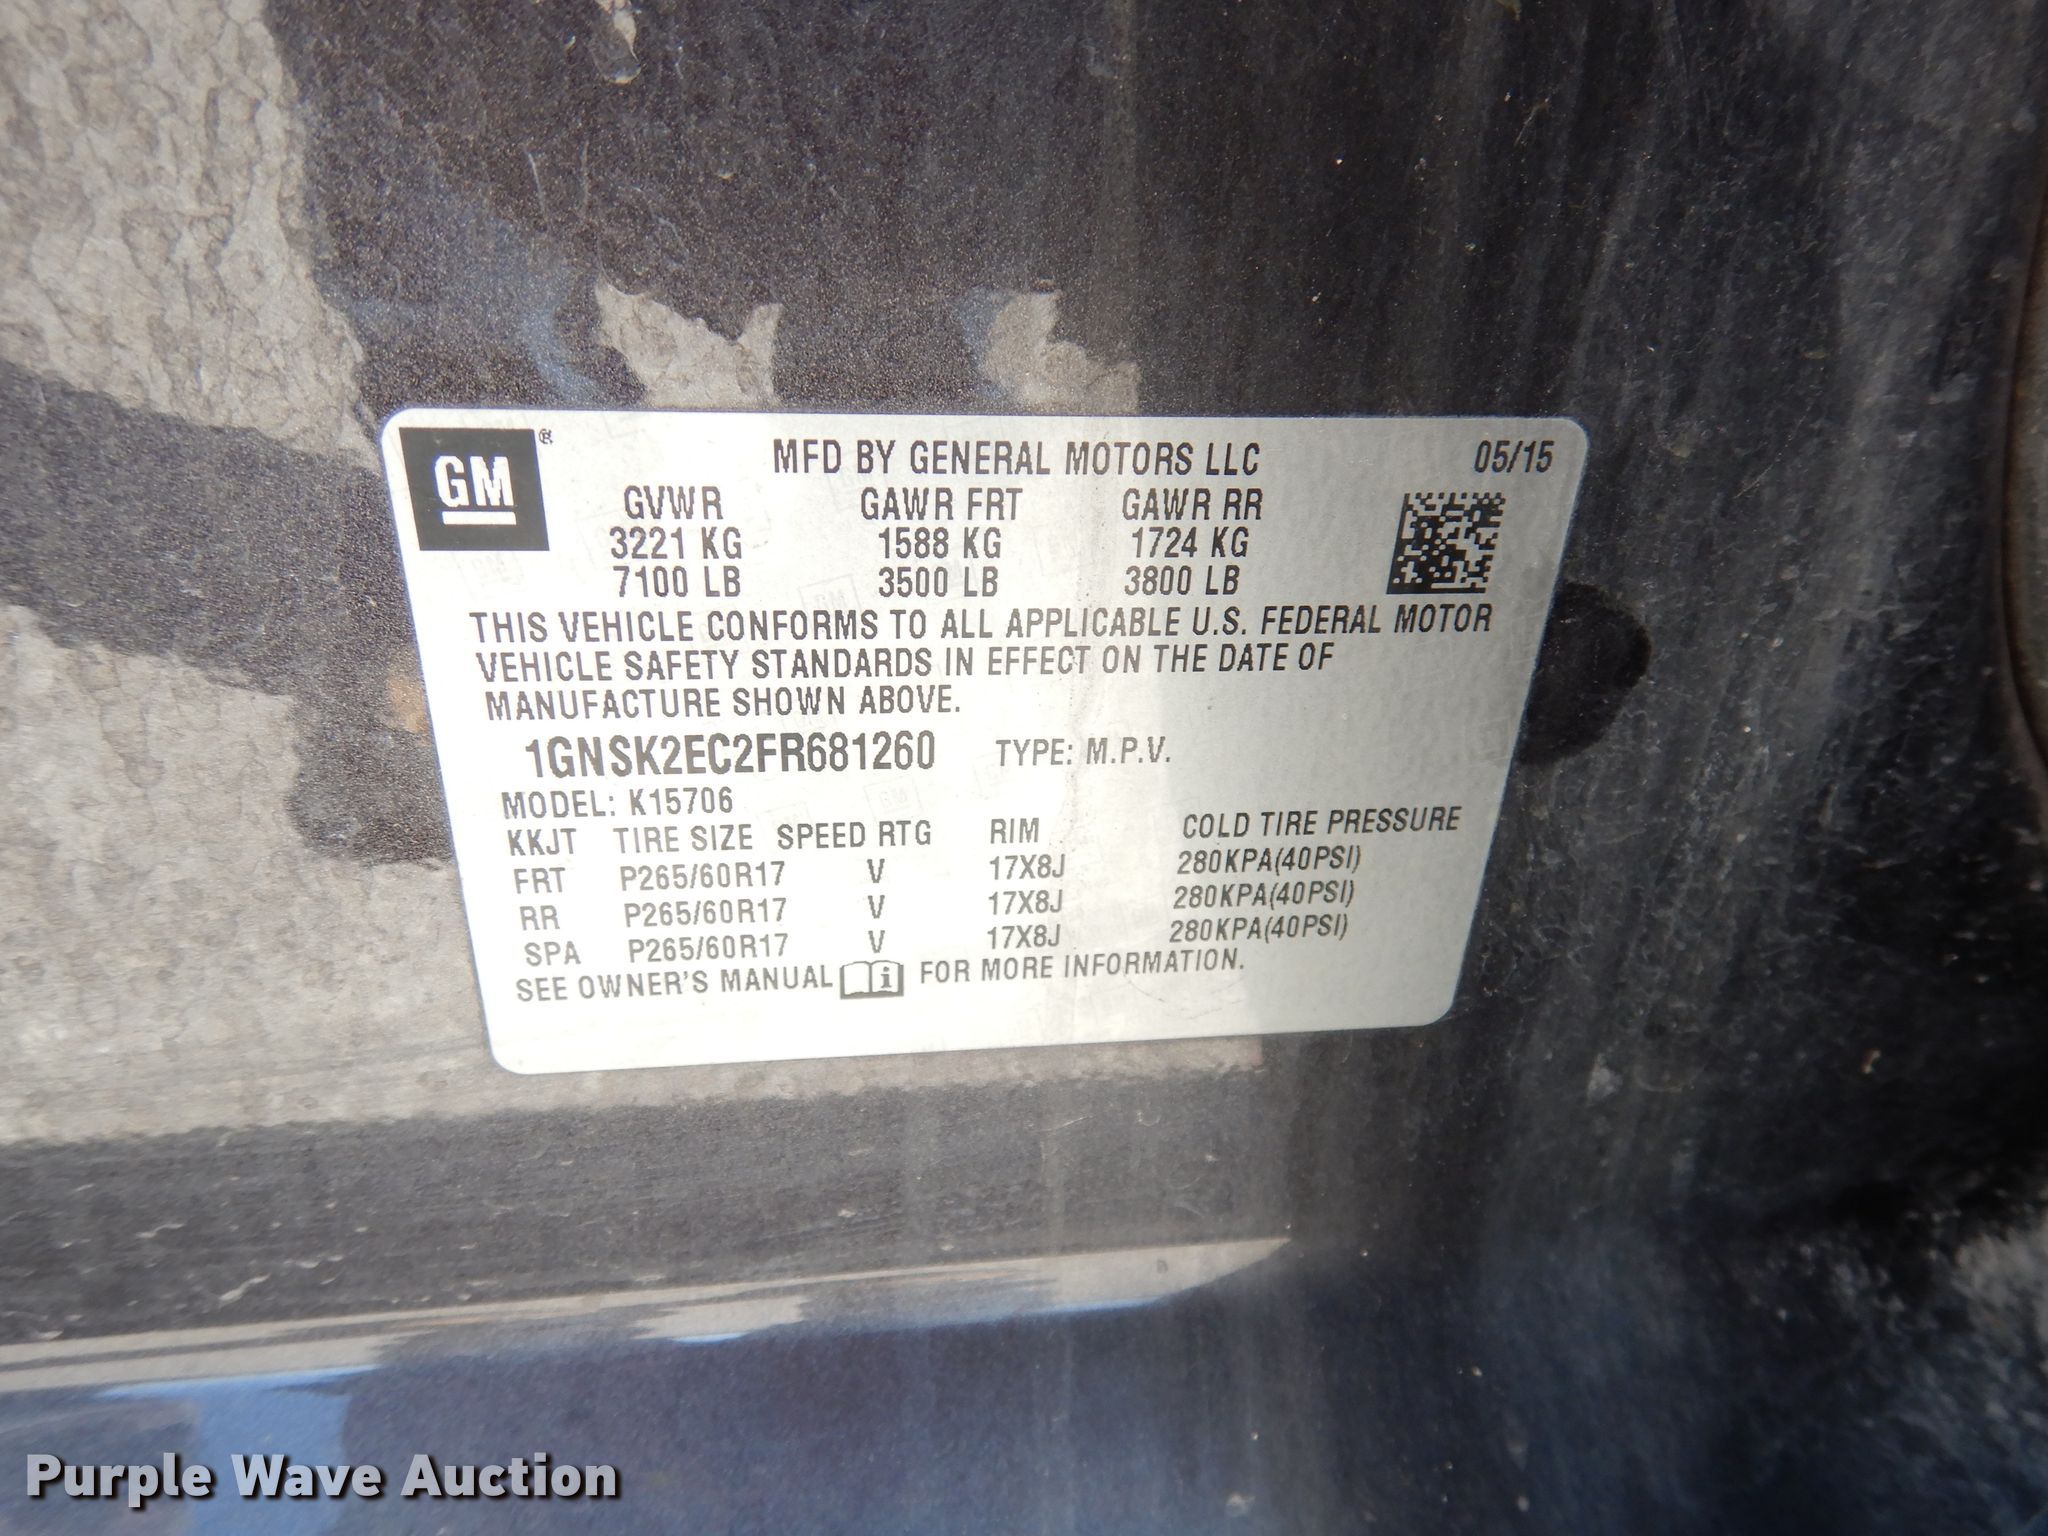 GM®
MFD BY GENERAL MOTORS LLC 05/15
GVWR GAWR FRT GAWR RR
3221 KG 1588 KG 1724 KG
7100 LB 3500 LB 3800 LB
THIS VEHICLE CONFORMS TO ALL APPLICABLE U.S. FEDERAL MOTOR
VEHICLE SAFETY STANDARDS IN EFFECT ON THE DATE OF
MANUFACTURE SHOWN ABOVE.
1GNSK2EC2FR681260 TYPE: M.P.V.
MODEL: K15706
KKJT TIRE SIZE SPEED RTG RIM COLD TIRE PRESSURE
FRT P265/60R17 V 17X8J 280KPA(40PSI)
RR P265/60R17 V 17X8J 280KPA(40PSI)
SPA P265/60R17 V 17X8J 280KPA(40PSI)
SEE OWNER'S MANUAL i FOR MORE INFORMATION.
Purple Wave Auction